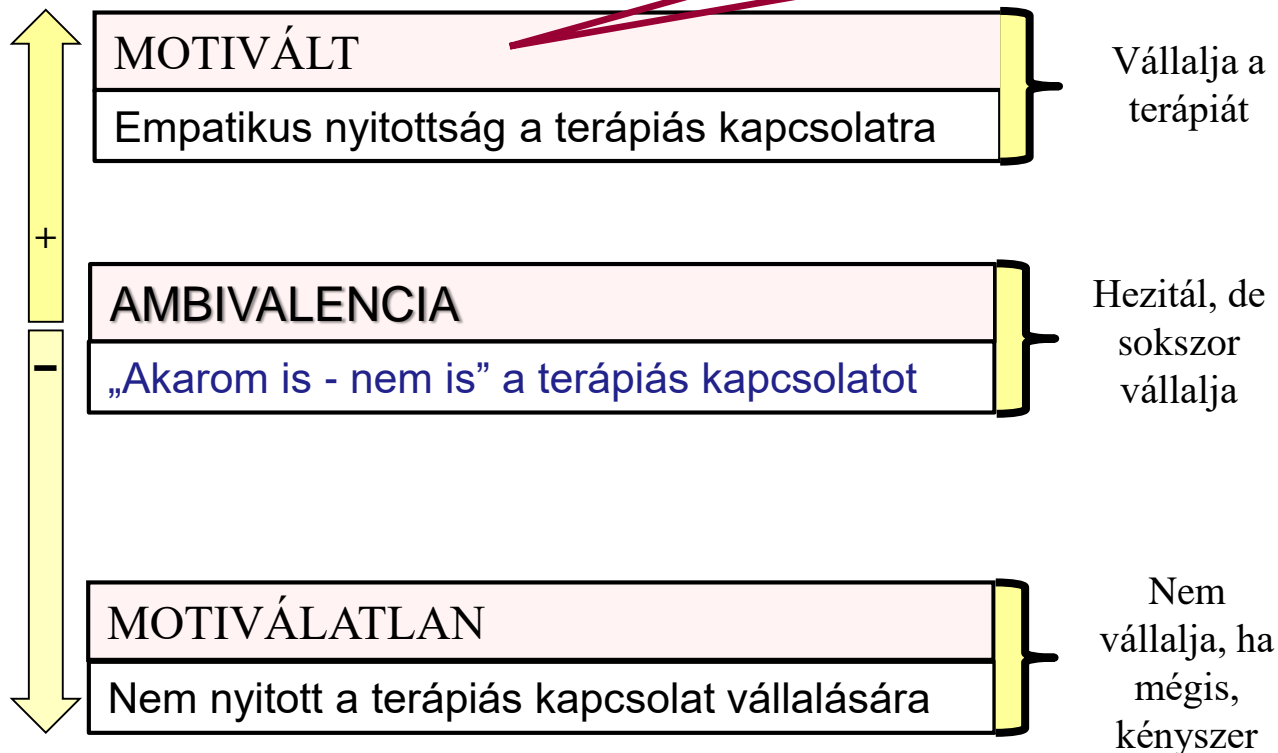 MOTIVÁLT
Empatikus nyitottság a terápiás kapcsolatra
Vállalja a
terápiát
+
AMBIVALENCIA
„Akarom is - nem is” a terápiás kapcsolatot
Hezitál, de
sokszor
vállalja
-
MOTIVÁLATLAN
Nem nyitott a terápiás kapcsolat vállalására
Nem
vállalja, ha
mégis,
kényszer